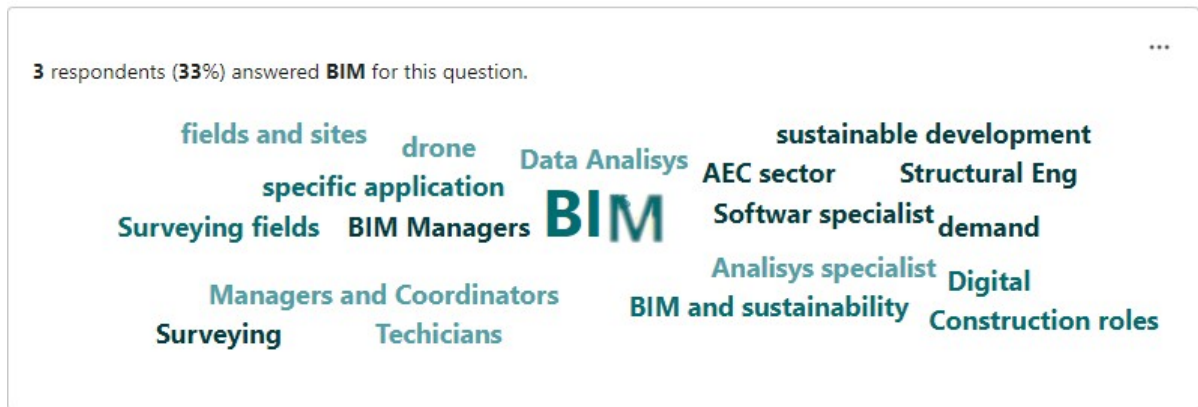 ...
3 respondents (33%) answered BIM for this question.
fields and sites
drone
Data Analisys
sustainable development
specific application
AEC sector
Structural Eng
Surveying fields
BIM Managers
BIM
Softwar specialist
demand
Managers and Coordinators
Analisys specialist
Digital
BIM and sustainability
Construction roles
Surveying
Techicians